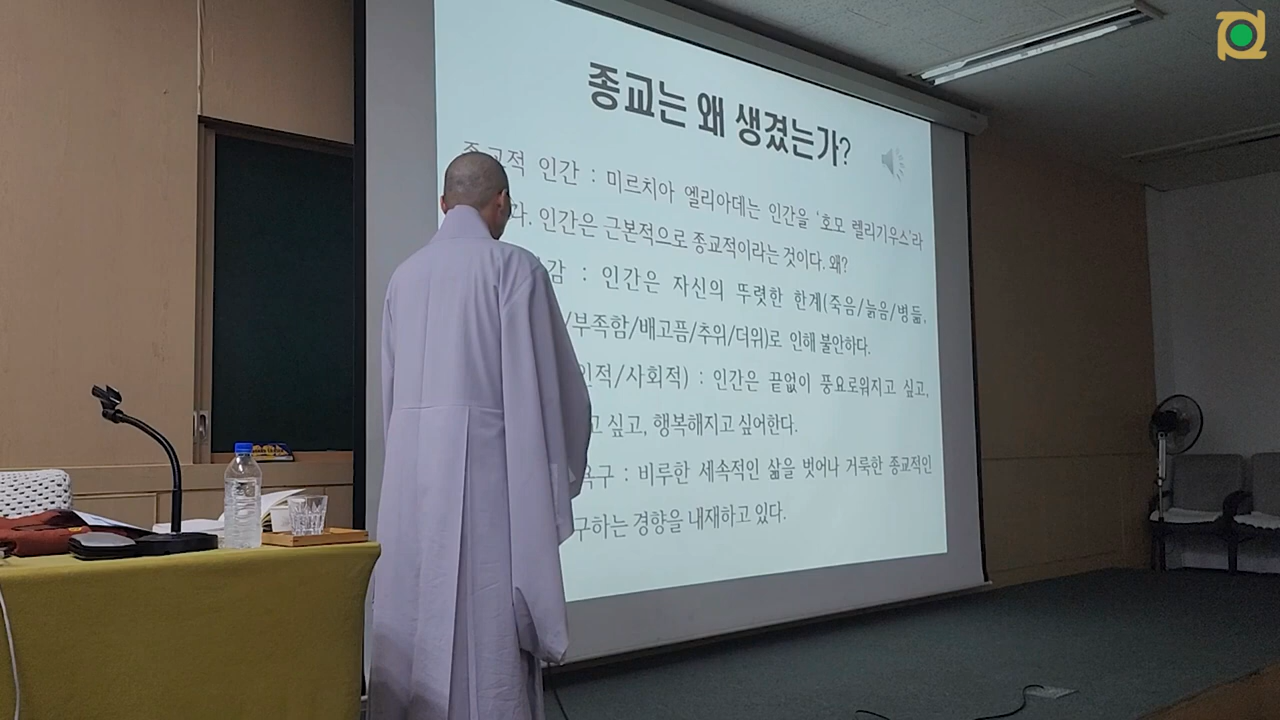 종교는 왜 생겼는가?
종교적 인간 : 미르치아 엘리아데는 인간을 '호모 렐리기우스'라
다. 인간은 근본적으로 종교적이라는 것이다. 왜?
감 : 인간은 자신의 뚜렷한 한계(죽음/늙음/병듦,
/부족함/배고픔/추위/더위)로 인해 불안하다.
인적/사회적) : 인간은 끝없이 풍요로워지고 싶고,
고 싶고, 행복해지고 싶어한다.
욕구 : 비루한 세속적인 삶을 벗어나 거룩한 종교적인
구하는 경향을 내재하고 있다.